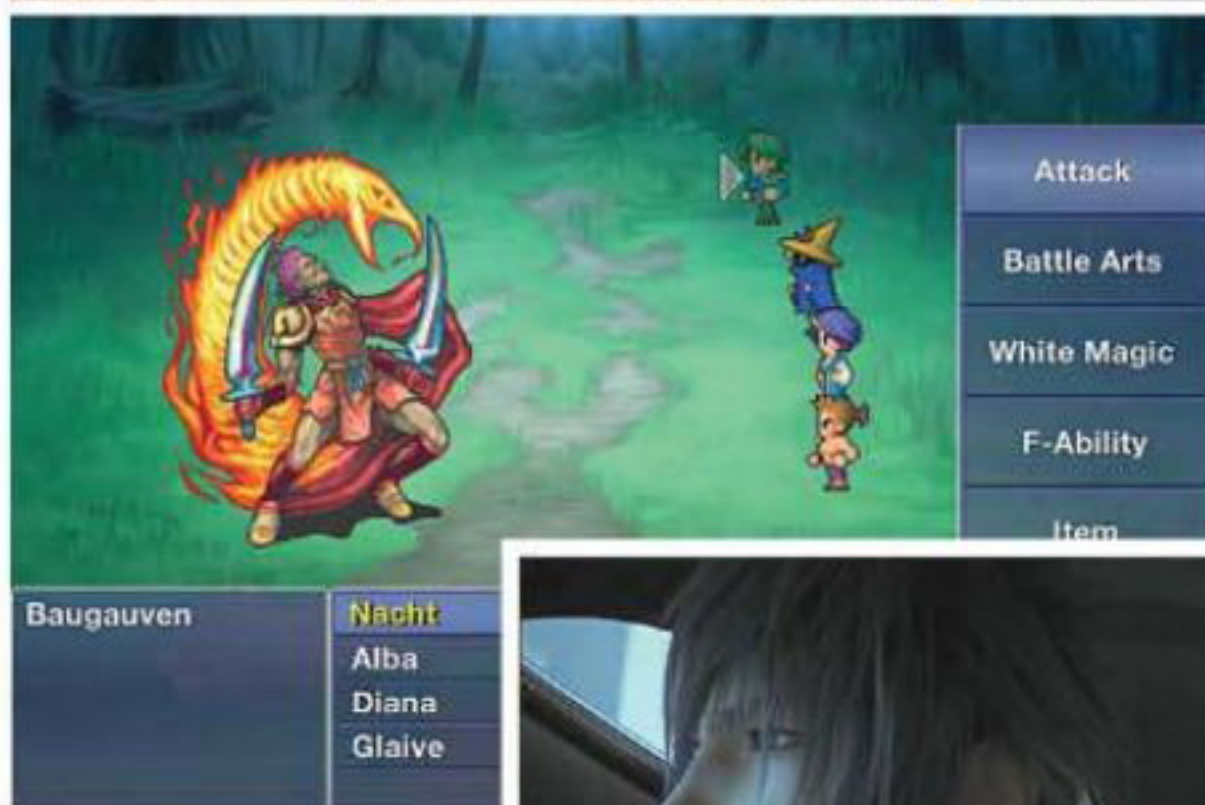 Attack
Battle Arts
White Magic
F-Ability
Item
Baugauven
Nacht
Alba
Diana
Glaive